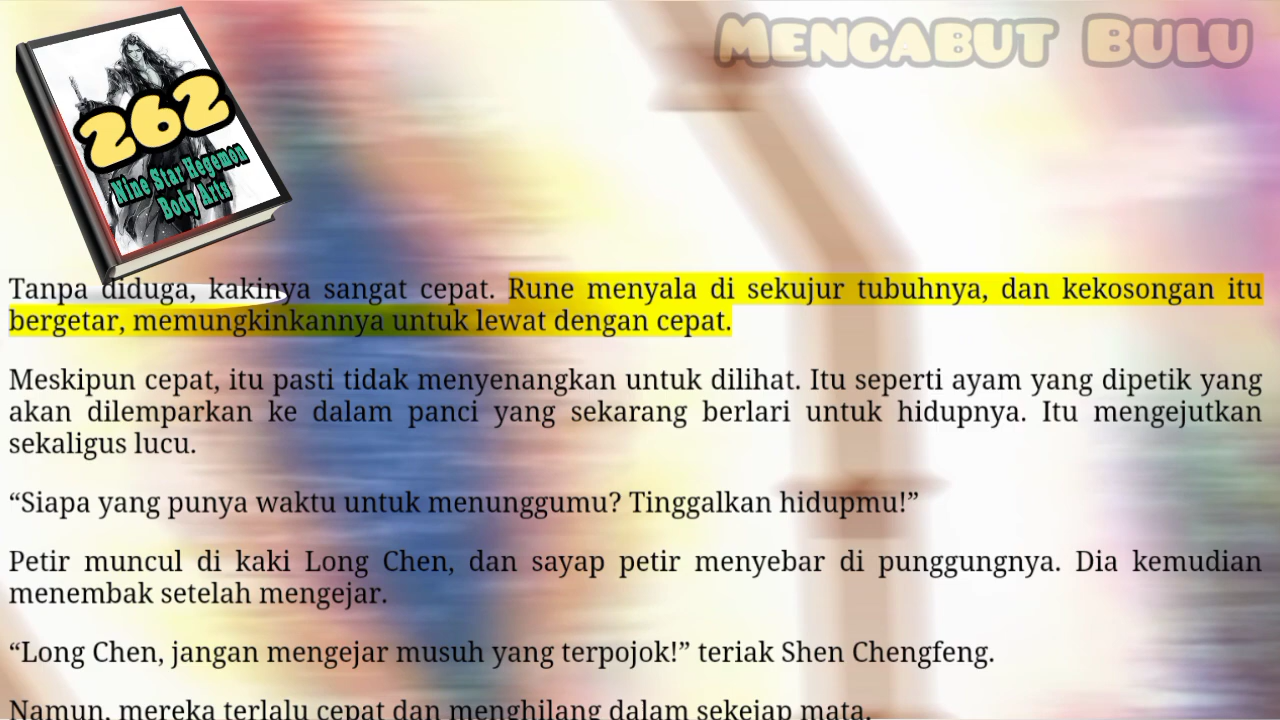 Mencabut Bulu
262
Nine Star Hegemon
Body Arts
Tanpa diduga, kakinya sangat cepat. Rune menyala di sekujur tubuhnya, dan kekosongan itu
bergetar, memungkinkannya untuk lewat dengan cepat.
Meskipun cepat, itu pasti tidak menyenangkan untuk dilihat. Itu seperti ayam yang dipetik yang
akan dilemparkan ke dalam panci yang sekarang berlari untuk hidupnya. Itu mengejutkan
sekaligus lucu.
“Siapa yang punya waktu untuk menunggumu? Tinggalkan hidupmu!”
Petir muncul di kaki Long Chen, dan sayap petir menyebar di punggungnya. Dia kemudian
menembak setelah mengejar.
“Long Chen, jangan mengejar musuh yang terpojok!” teriak Shen Chengfeng.
Namun, mereka terlalu cepat dan menghilang dalam sekejap mata.